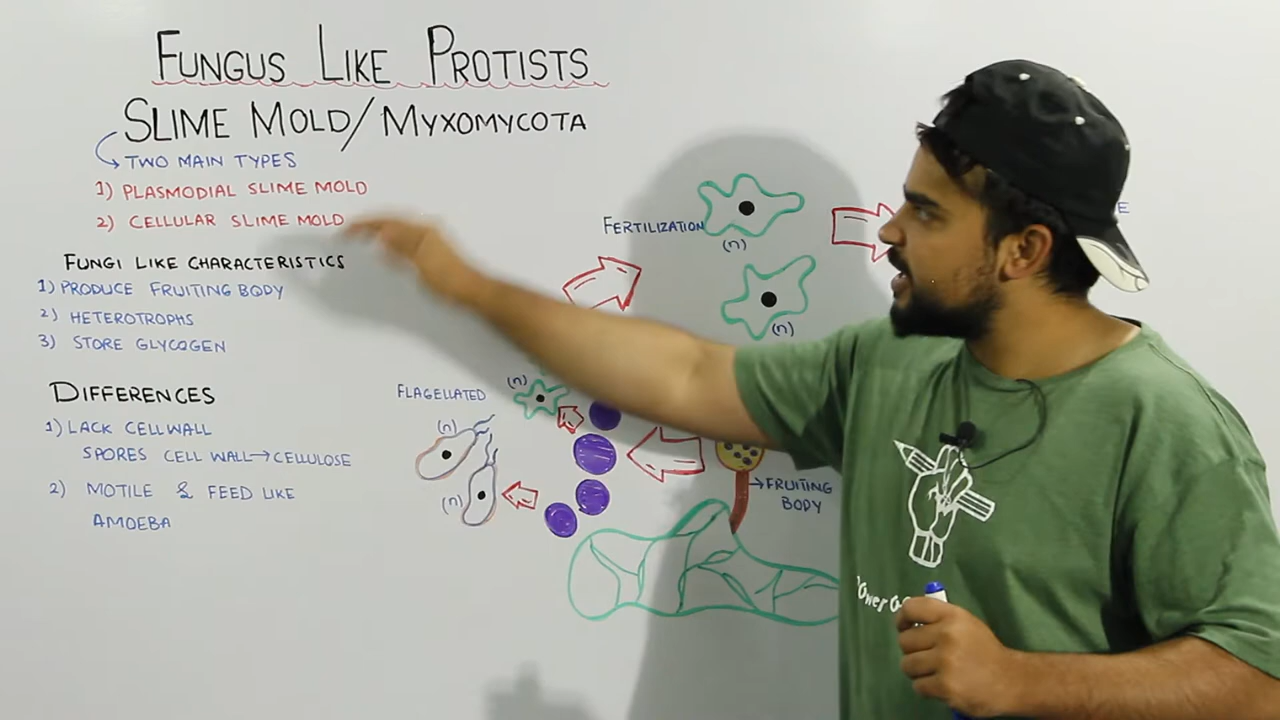 FUNGUS LIKE PROTISTS
SLIME MOLD/MYXOMYCOTA
TWO MAIN TYPES
1) PLASMODIAL SLIME MOLD
2) CELLULAR SLIME MOLD
FUNGI LIKE CHARACTERISTICS
1) PRODUCE FRUITING BODY
2) HETEROTROPHS
3) STORE GLYCOGEN
DIFFERENCES
1) LACK CELL WALL
SPORES CELL WALL→CELLULOSE
2) MOTILE & FEED LIKE
AMOEBA
FERTILIZATION
(n)
(n)
(n)
FLAGELLATED
(n)
(n)
FRUITING
BODY